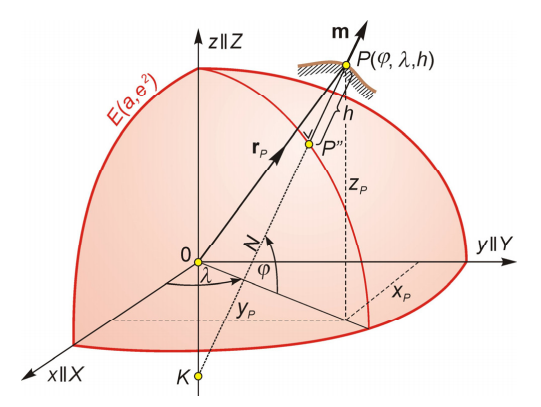 m
z∥Z
P(φ, λ, h)
E(a,e²)
h
r_P
P"
z_P
N
0
y∥Y
λ
φ
x_P
y_P
K
x∥X